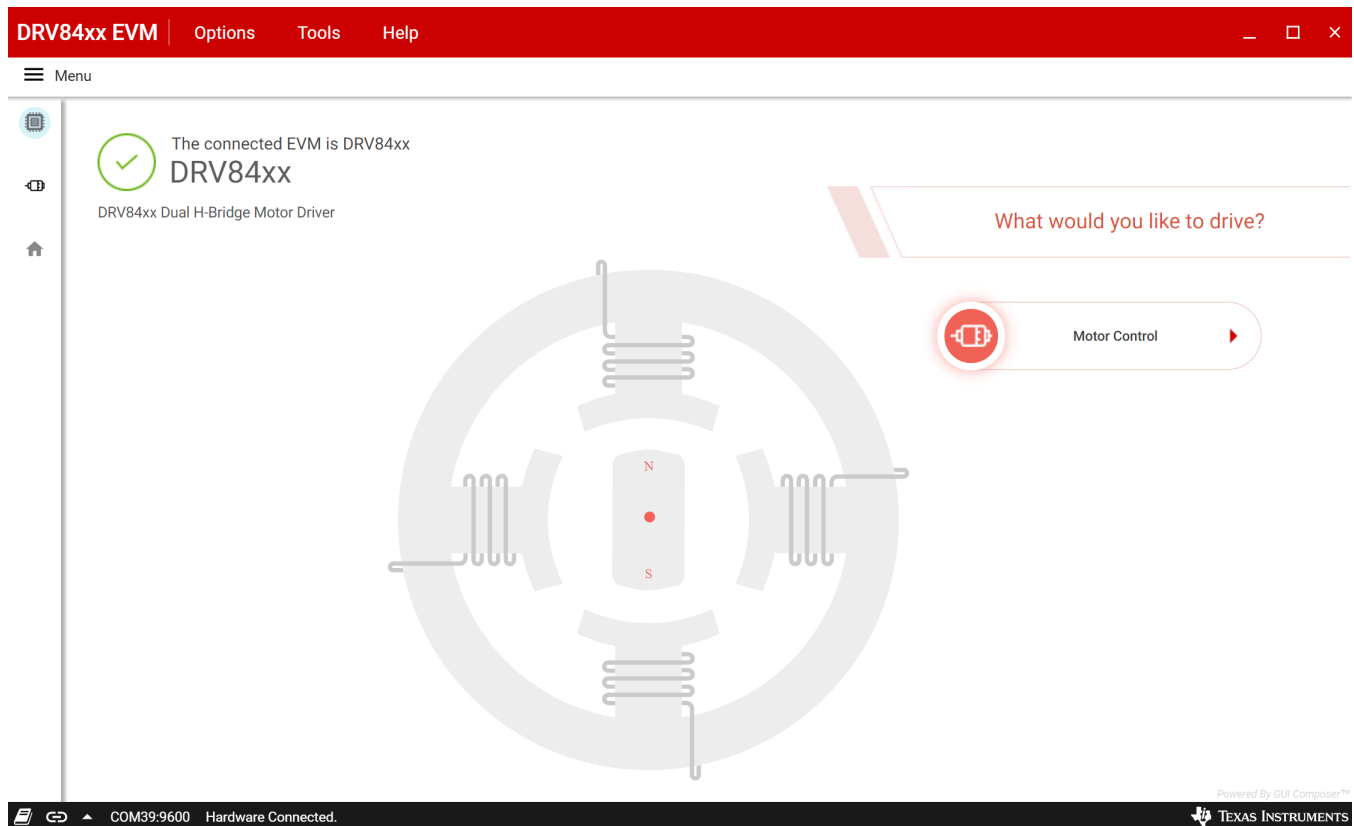 DRV84xx EVM Options Tools Help
Menu
The connected EVM is DRV84xx
DRV84xx
DRV84xx Dual H-Bridge Motor Driver
What would you like to drive?
Motor Control
N
S
Powered By GUI Composer™
COM39:9600 Hardware Connected.
TEXAS INSTRUMENTS